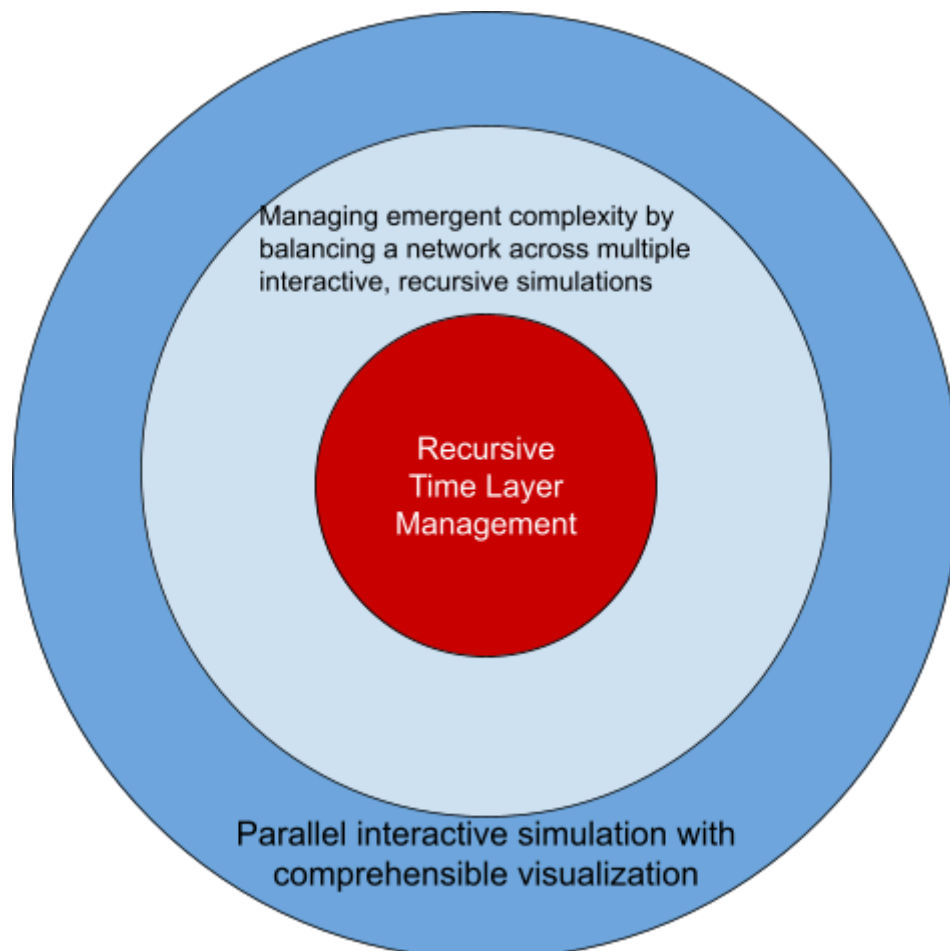 Managing emergent complexity by
balancing a network across multiple
interactive, recursive simulations
Recursive
Time Layer
Management
Parallel interactive simulation with
comprehensible visualization